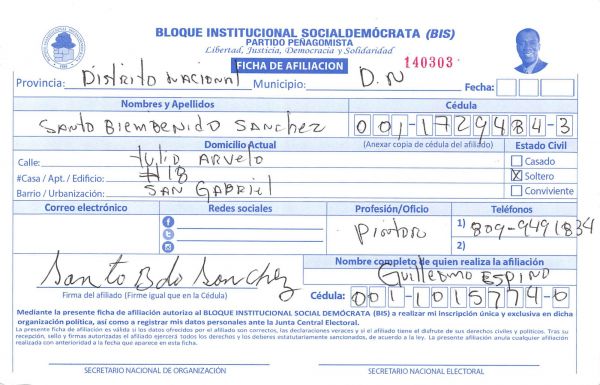 BLOQUE INSTITUCIONAL SOCIALDEMÓCRATA (BIS)
PARTIDO PEÑAGOMISTA
Libertad, Justicia, Democracia y Solidaridad
FICHA DE AFILIACION 140303
Provincia: Distrito Nacional Municipio: D.N Fecha:
Nombres y Apellidos Cédula
Santo Biembenido Sanchez 001-1729484-3
Domicilio Actual (Anexar copia de cédula del afiliado) Estado Civil
Calle: Julio Arvelo Casado
#Casa / Apt. / Edificio: #18 X Soltero
Barrio / Urbanización: San Gabriel Conviviente
Correo electrónico Redes sociales Profesión/Oficio Teléfonos
Pintor 1) 809-9491834
2)
Santo Bdo Sanchez
Nombre completo de quien realiza la afiliación
Guillermo Espino
Firma del afiliado (Firme igual que en la Cédula) Cédula: 001-1015774-0
Mediante la presente ficha de afiliación autorizo al BLOQUE INSTITUCIONAL SOCIAL DEMÓCRATA (BIS) a realizar mi inscripción única y exclusiva en dicha
organización política, así como a registrar mis datos personales ante la Junta Central Electoral.
La presente ficha de afiliación es válida si los datos ofrecidos por el afiliado son correctos, las declaraciones veraces y si el afiliado tiene el disfrute de sus derechos civiles y políticos. Tras su
recepción, sello y firmas autorizadas el afiliado ejercerá todos los derechos y los deberes estatutariamente sancionados, de acuerdo a la ley. La presente afiliación anula cualquier afiliación
realizada con anterioridad a la fecha que aparece en esta ficha.
SECRETARIO NACIONAL DE ORGANIZACIÓN SECRETARIO NACIONAL ELECTORAL